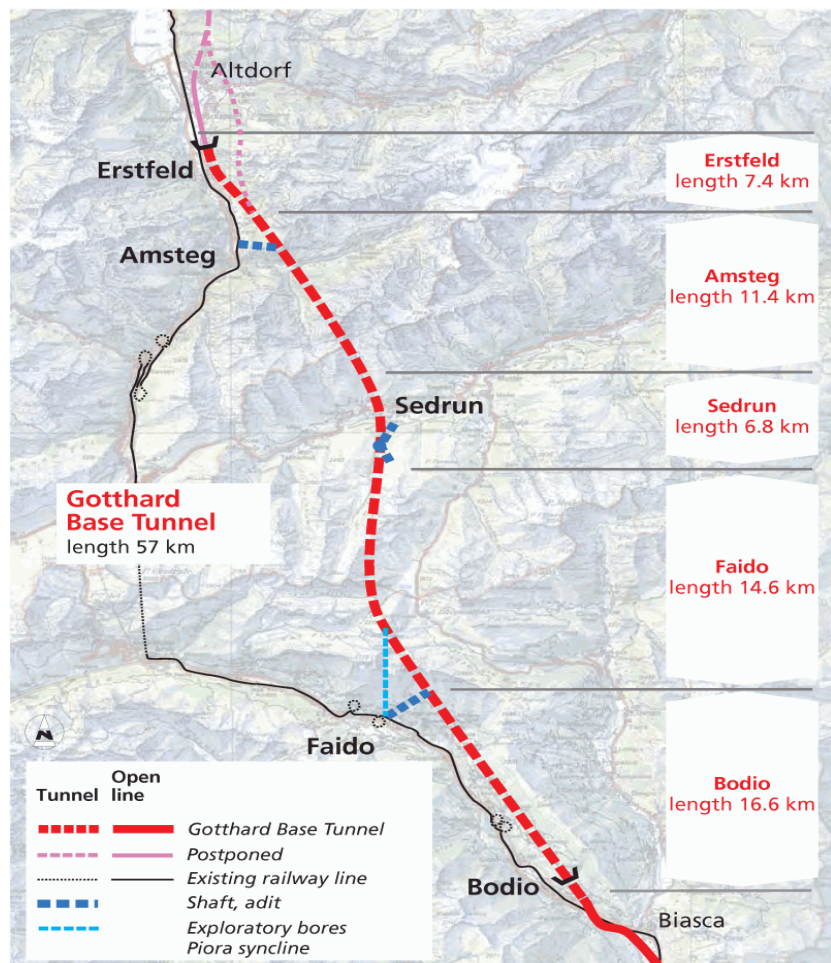 Altdorf
Erstfeld
Erstfeld
length 7.4 km
Amsteg
Amsteg
length 11.4 km
Sedrun
Sedrun
length 6.8 km
Gotthard
Base Tunnel
length 57 km
Faido
length 14.6 km
N
Faido
Bodio
length 16.6 km
Tunnel Open line
Gotthard Base Tunnel
Postponed
Existing railway line
Shaft, adit
Exploratory bores
Piora syncline
Bodio
Biasca